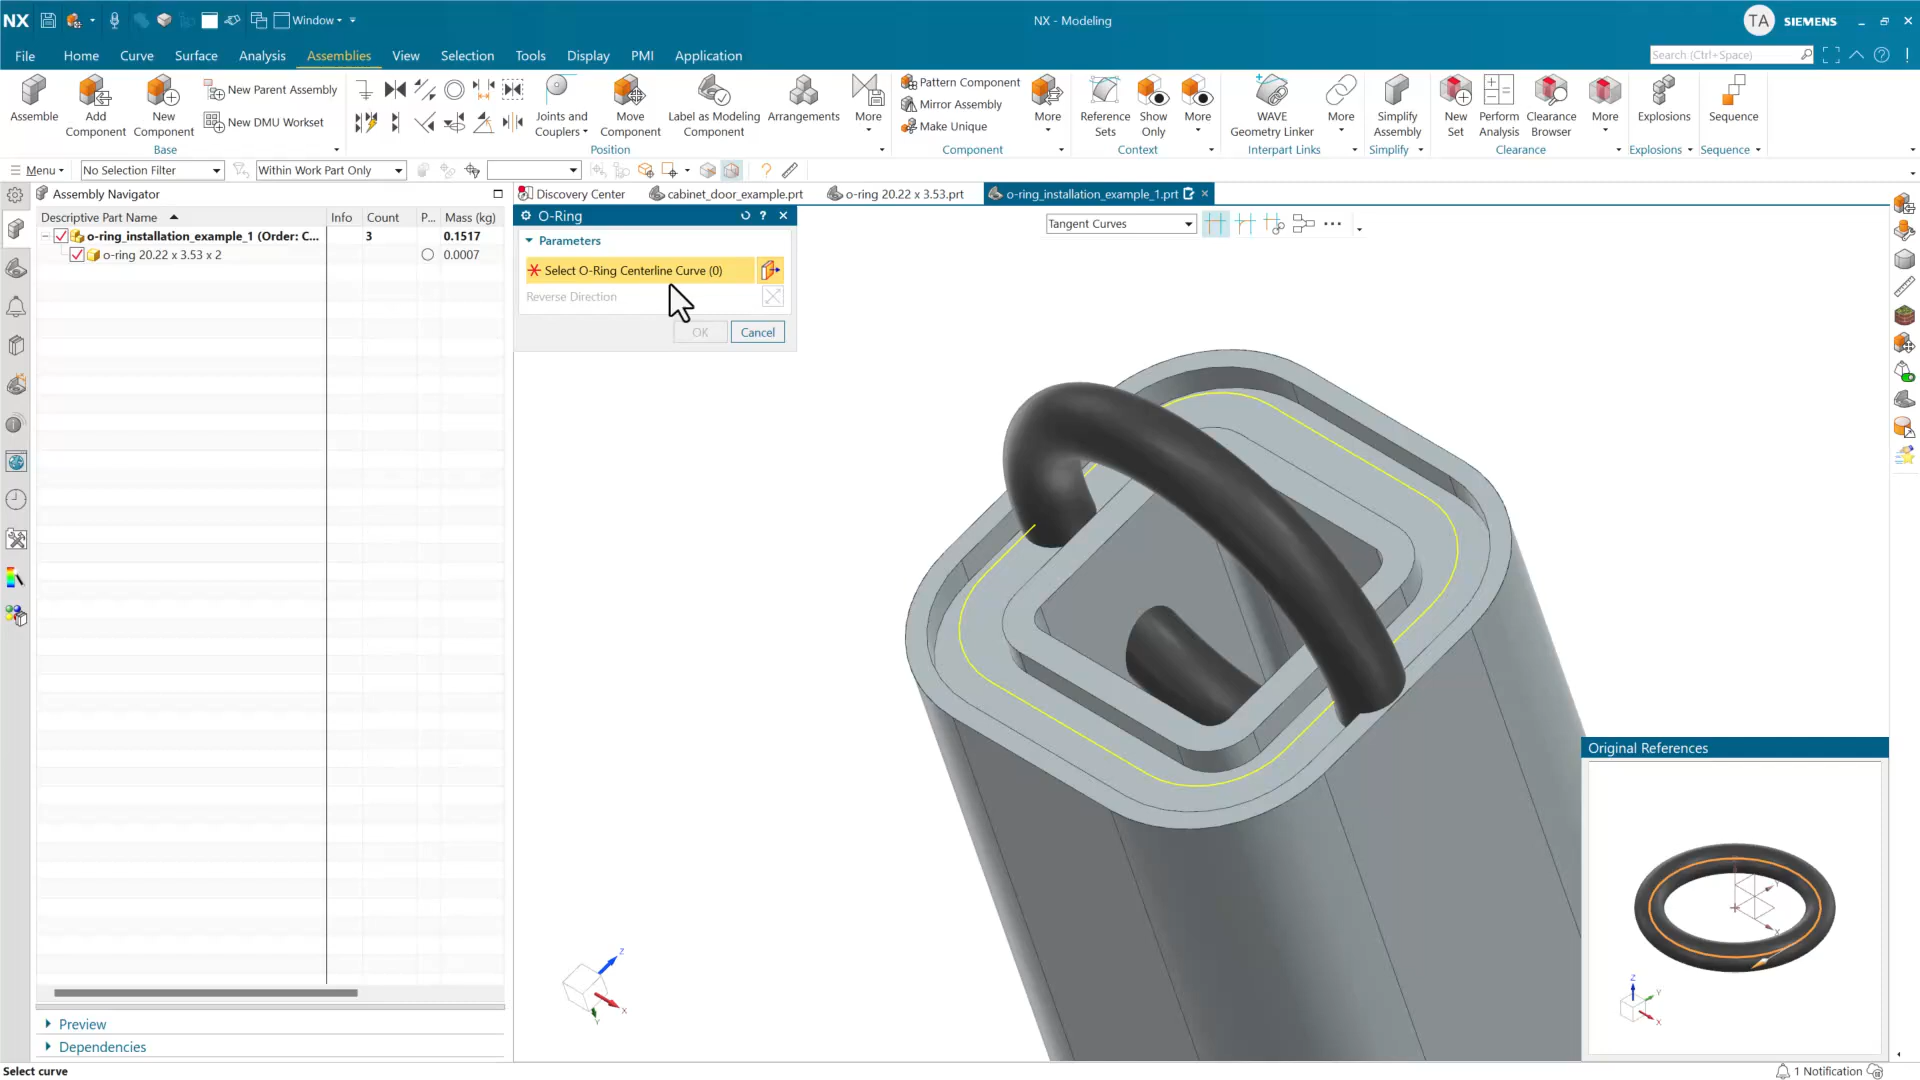 NX
Window
NX - Modeling
TA
SIEMENS
File
Home
Curve
Surface
Analysis
Assemblies
View
Selection
Tools
Display
PMI
Application
Search (Ctrl+Space)
Assemble
Add
Component
New
Component
New Parent Assembly
New DMU Workset
Base
Joints and
Couplers
Move
Component
Label as Modeling
Component
Arrangements
More
Position
Pattern Component
Mirror Assembly
Make Unique
More
Component
Reference
Sets
Show
Only
More
Context
WAVE
Geometry Linker
More
Interpart Links
Simplify
Assembly
Simplify
New
Set
Perform
Analysis
Clearance
Browser
More
Clearance
Explosions
Explosions
Sequence
Sequence
Menu
No Selection Filter
Within Work Part Only
Assembly Navigator
Discovery Center
cabinet_door_example.prt
o-ring 20.22 x 3.53.prt
o-ring_installation_example_1.prt
Descriptive Part Name
Info
Count
P...
Mass (kg)
o-ring_installation_example_1 (Order: C...
3
0.1517
o-ring 20.22 x 3.53 x 2
0.0007
O-Ring
Parameters
Select O-Ring Centerline Curve (0)
Reverse Direction
OK
Cancel
Tangent Curves
Z
X
Y
Original References
Y
X
Z
Y
X
Preview
Dependencies
Select curve
1 Notification